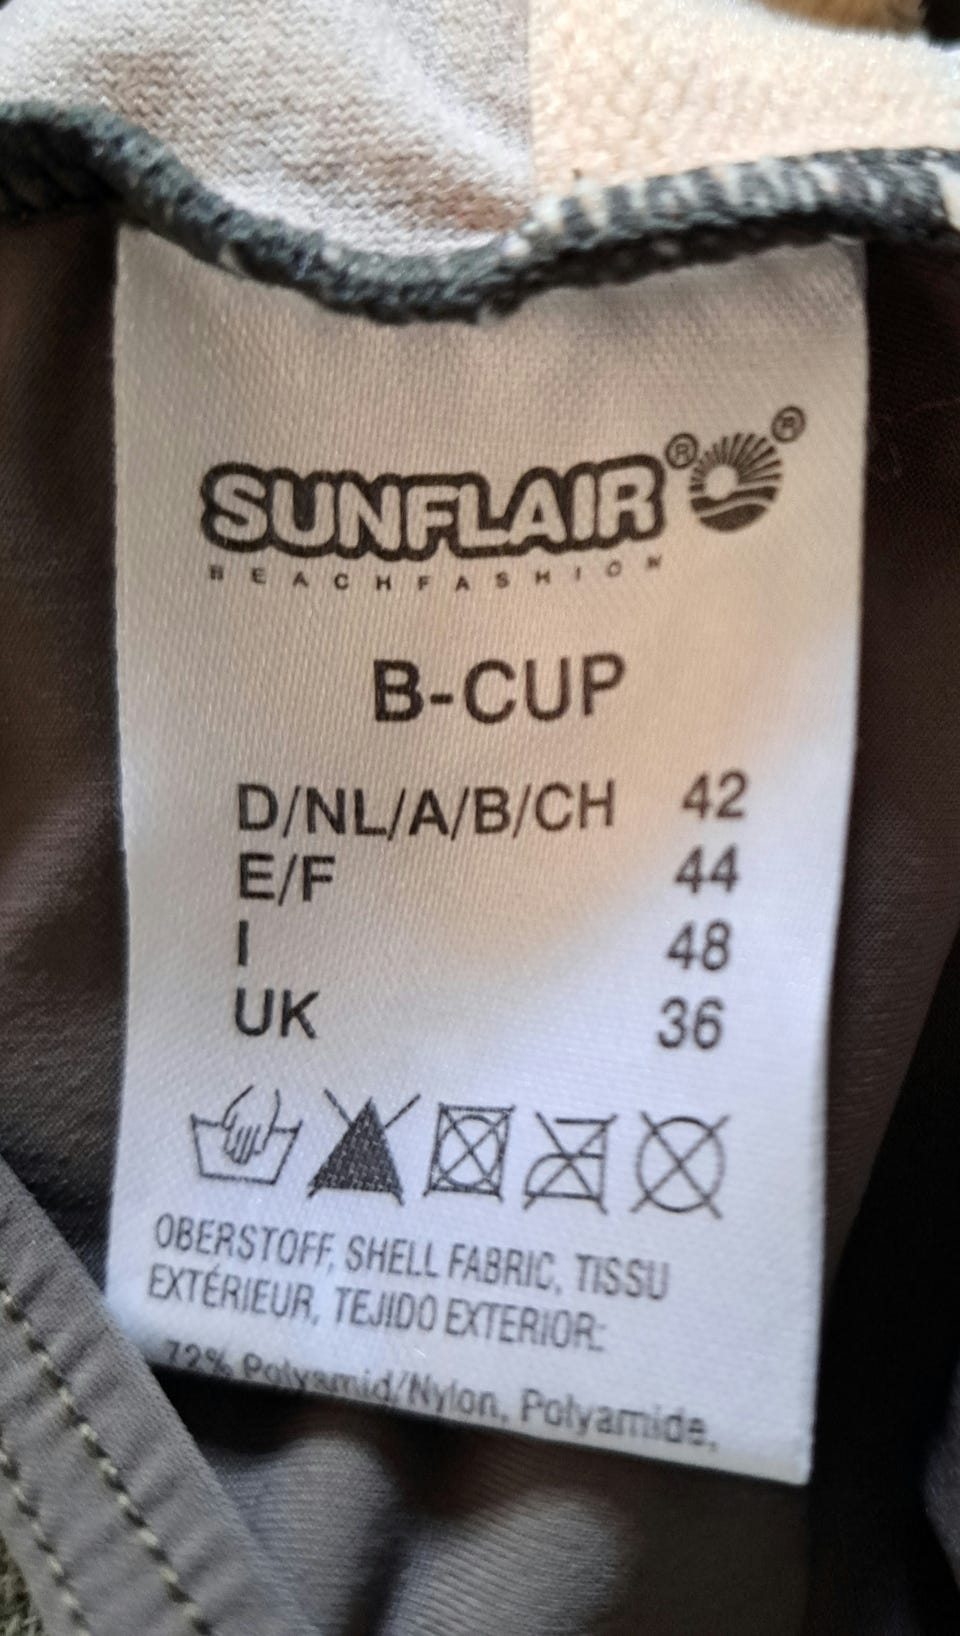 SUNFLAIR® ®
BEACHFASHION
B-CUP
D/NL/A/B/CH 42
E/F 44
I 48
UK 36
OBERSTOFF, SHELL FABRIC, TISSU
EXTÉRIEUR, TEJIDO EXTERIOR:
72% Polyamid/Nylon, Polyamide,